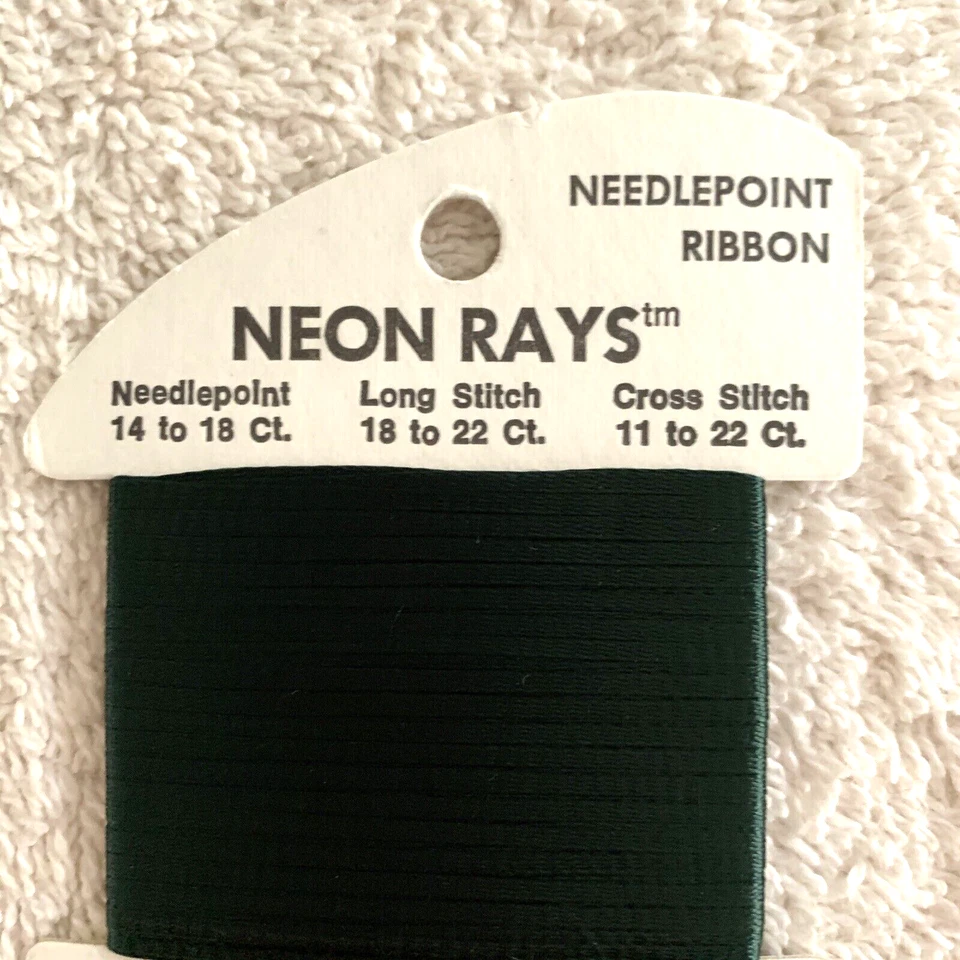 NEEDLEPOINT
RIBBON
NEON RAYS™
Needlepoint Long Stitch Cross Stitch
14 to 18 Ct. 18 to 22 Ct. 11 to 22 Ct.